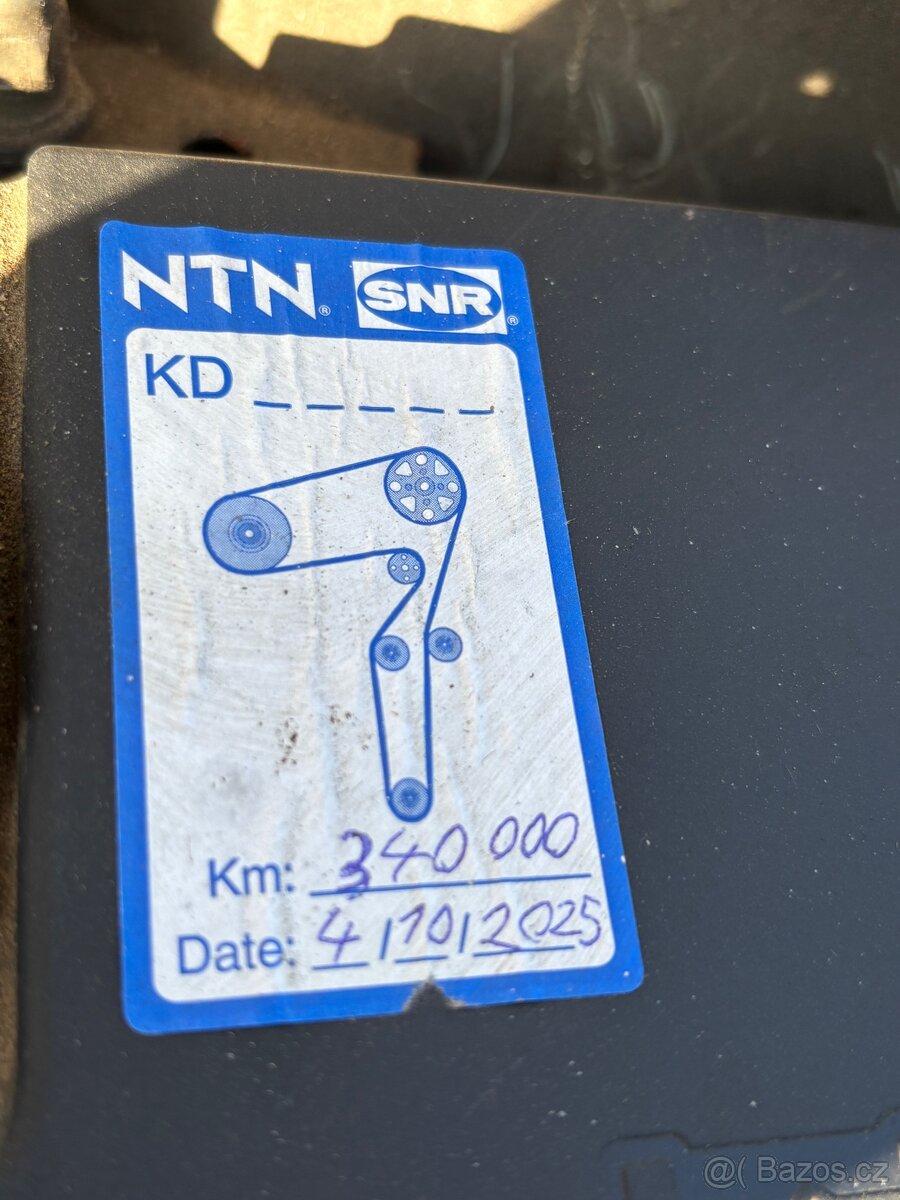 NTN® SNR®
KD _ _ _ _ _
Km: 340 000
Date: 4/10/2025
@( Bazos.cz